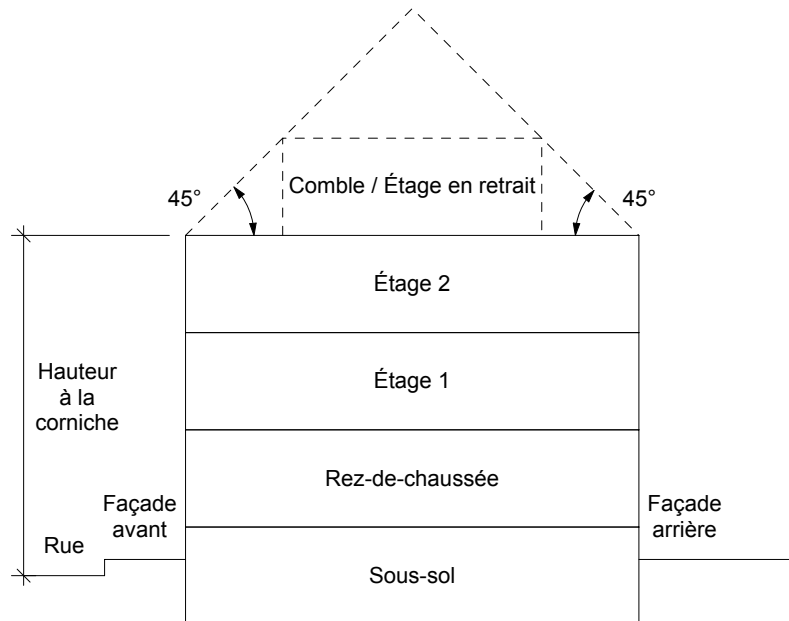 45°
Comble / Étage en retrait
45°
Étage 2
Hauteur
à la
corniche
Étage 1
Rez-de-chaussée
Façade
avant
Façade
arrière
Rue
Sous-sol